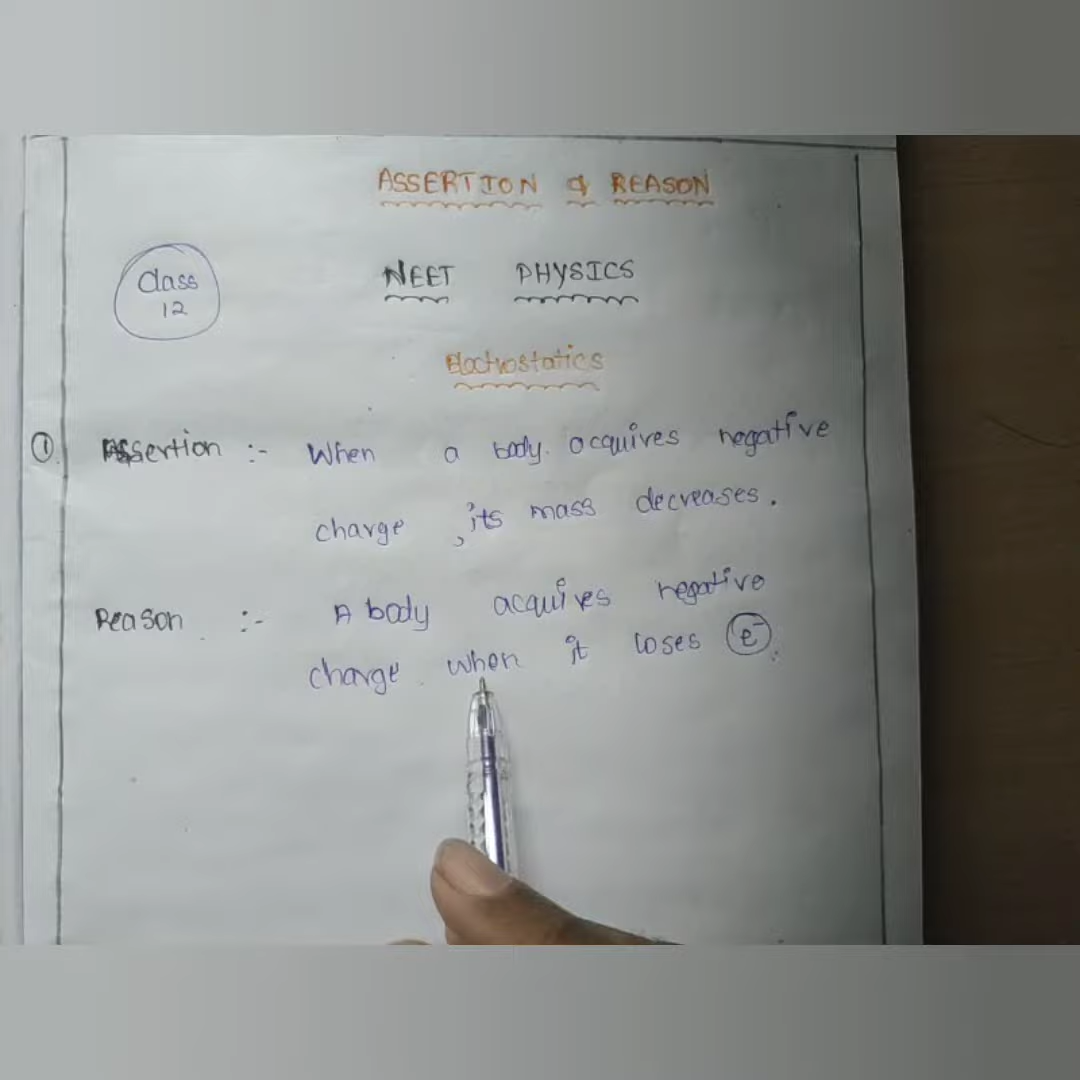 ASSERTION & REASON
Class
12
NEET PHYSICS
Electrostatics
① Assertion :- When a body acquires negative
charge, its mass decreases.
Reason :- A body acquires negative
charge when it loses e⁻.